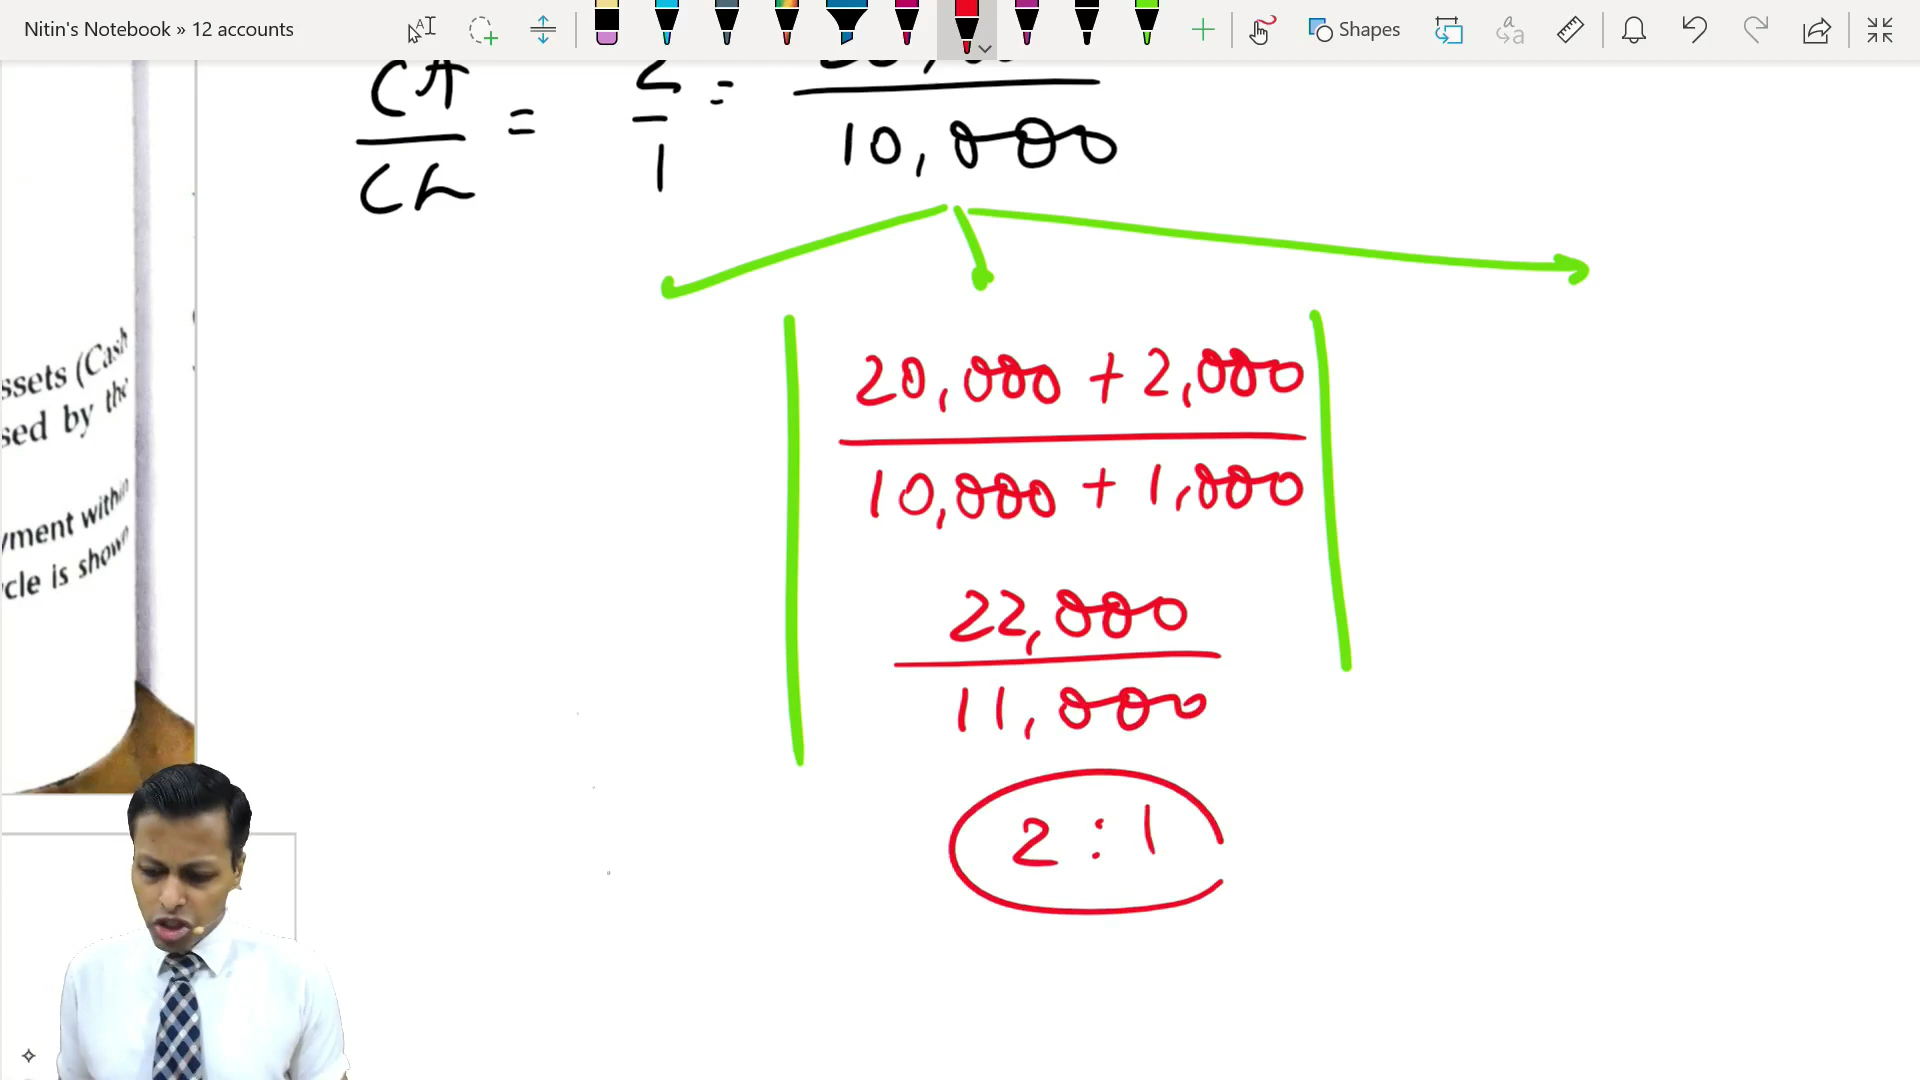 Nitin's Notebook » 12 accounts
Shapes
CA/CL = 2/1 =
10,000
20,000 + 2,000
10,000 + 1,000
22,000
11,000
2 : 1
ssets (Cash
sed by the
yment within
cle is shown